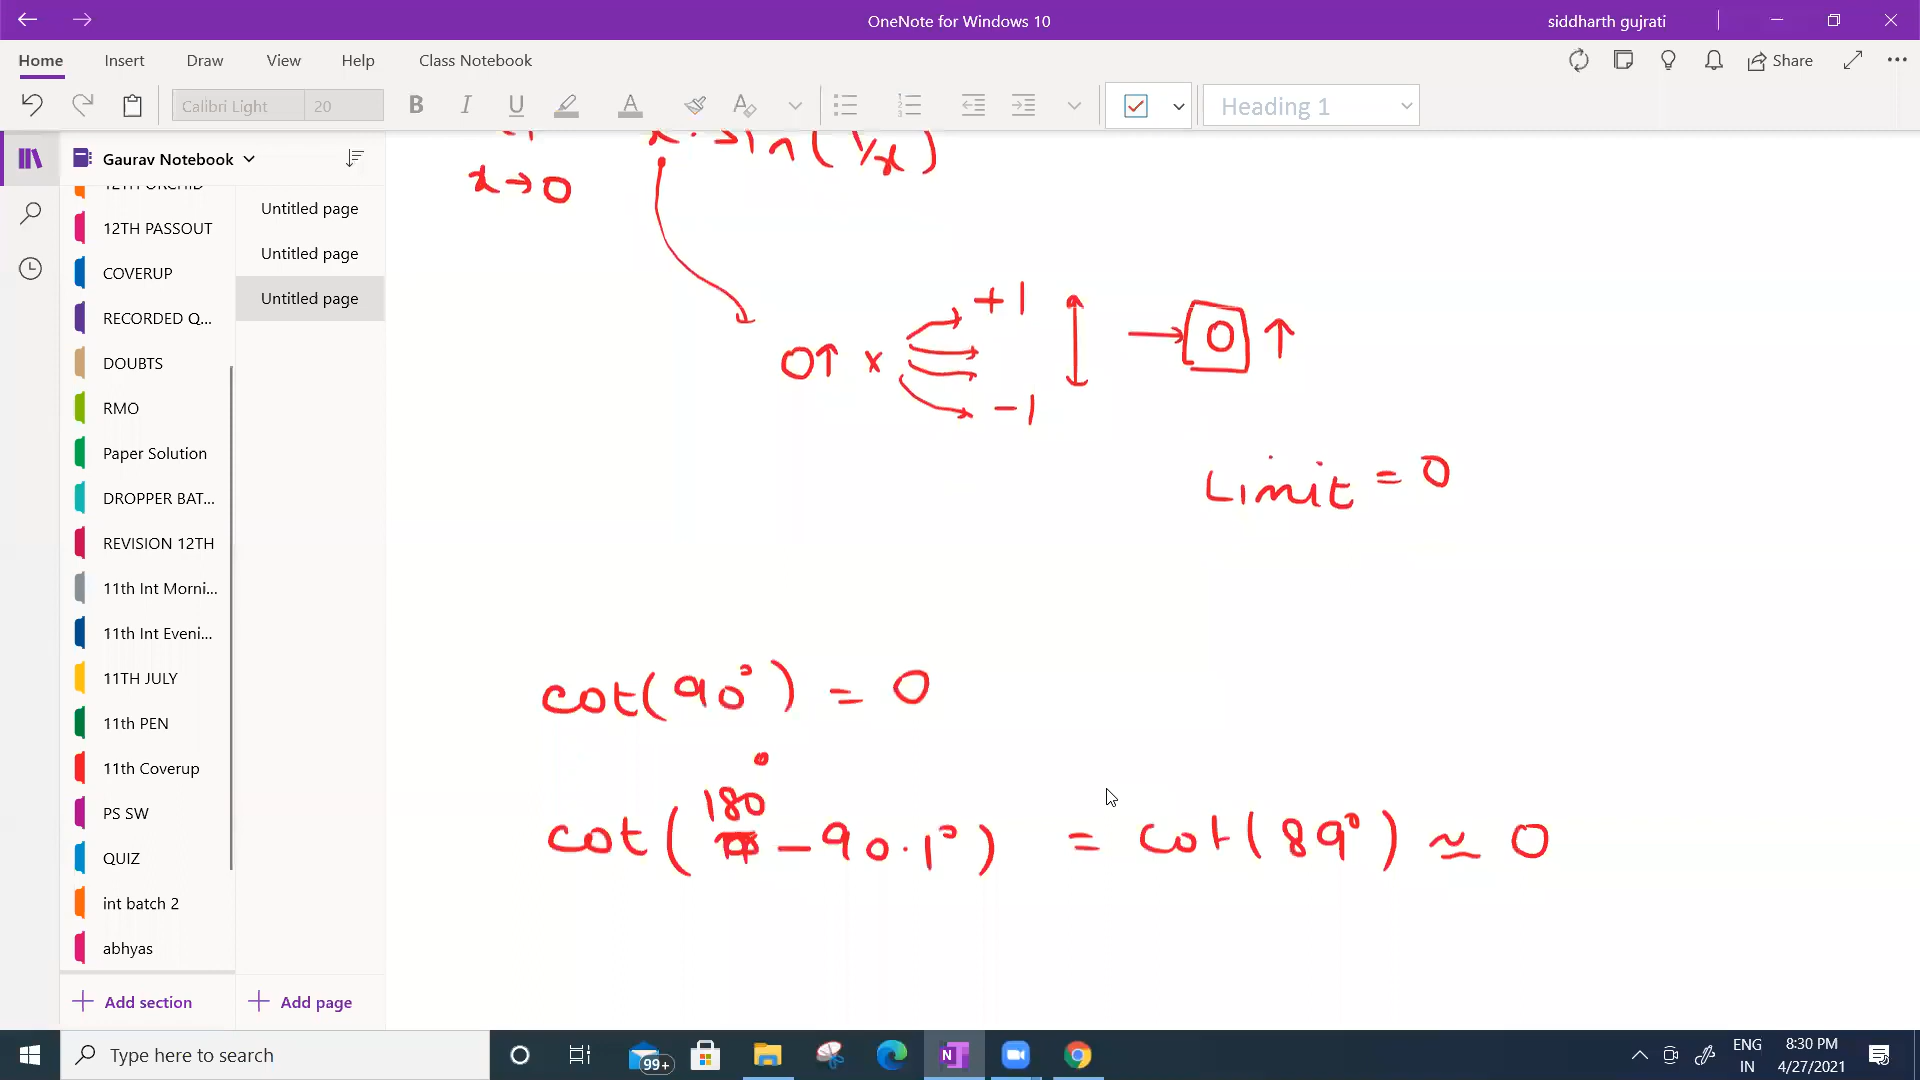 OneNote for Windows 10
siddharth gujrati
Home Insert Draw View Help Class Notebook
Share
Calibri Light 20
B I U A
Heading 1
Gaurav Notebook
12TH ORCHID
12TH PASSOUT
COVERUP
RECORDED Q...
DOUBTS
RMO
Paper Solution
DROPPER BAT...
REVISION 12TH
11th Int Morni...
11th Int Eveni...
11TH JULY
11th PEN
11th Coverup
PS SW
QUIZ
int batch 2
abhyas
Add section
Untitled page
Untitled page
Untitled page
Add page
x · sin(1/x)
x → 0
0↑ × +1 → 0 ↑
-1
Limit = 0
cot(90°) = 0
180°
cot( - 90.1°) = cot(89°) ≃ 0
Type here to search
99+
N
ENG
IN
8:30 PM
4/27/2021